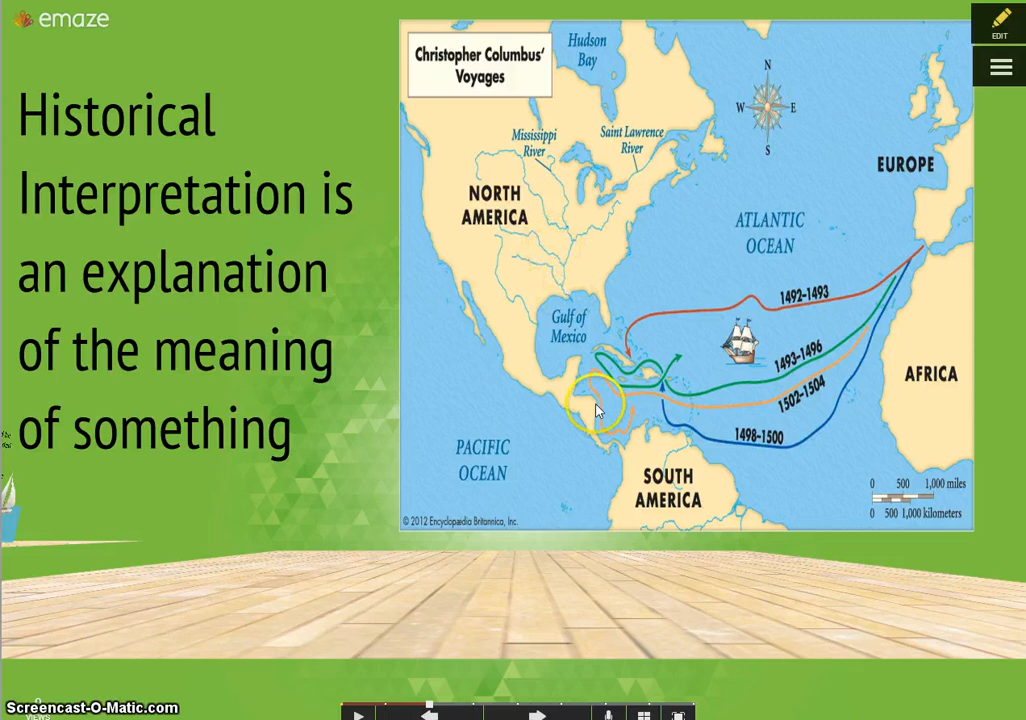 emaze
EDIT
Historical
Interpretation is
an explanation
of the meaning
of something
Christopher Columbus'
Voyages
Hudson
Bay
N
W
E
S
Mississippi
River
Saint Lawrence
River
EUROPE
NORTH
AMERICA
ATLANTIC
OCEAN
1492-1493
Gulf of
Mexico
1493-1496
1502-1504
AFRICA
1498-1500
PACIFIC
OCEAN
SOUTH
AMERICA
0 500 1,000 miles
0 500 1,000 kilometers
© 2012 Encyclopædia Britannica, Inc.
VIEWS
Screencast-O-Matic.com